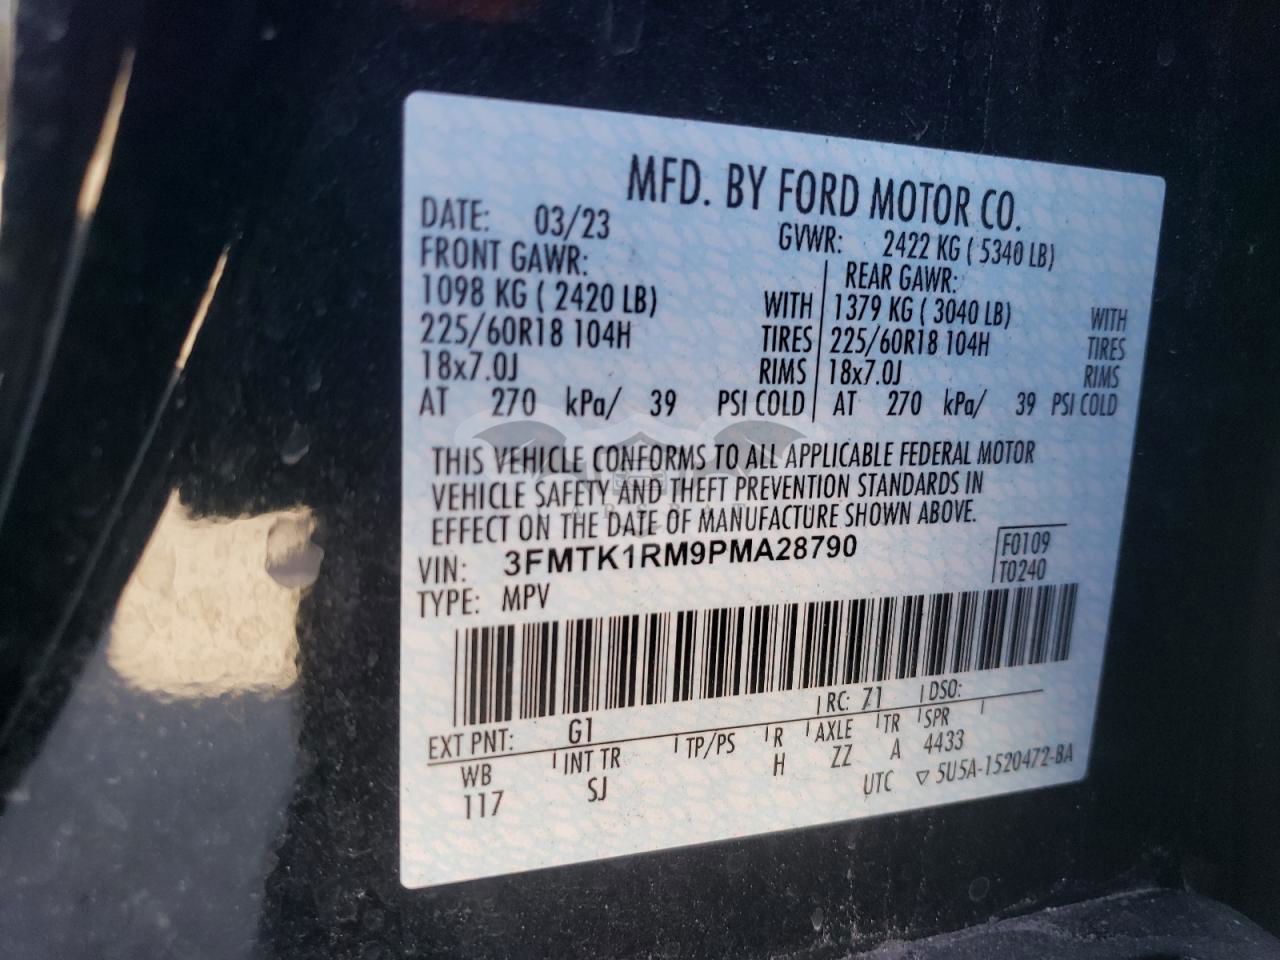 MFD. BY FORD MOTOR CO.
DATE: 03/23 GVWR: 2422 KG ( 5340 LB)
FRONT GAWR: REAR GAWR:
1098 KG ( 2420 LB) WITH 1379 KG ( 3040 LB) WITH
225/60R18 104H TIRES 225/60R18 104H TIRES
18x7.0J RIMS 18x7.0J RIMS
AT 270 kPa/ 39 PSI COLD AT 270 kPa/ 39 PSI COLD
THIS VEHICLE CONFORMS TO ALL APPLICABLE FEDERAL MOTOR
VEHICLE SAFETY AND THEFT PREVENTION STANDARDS IN
EFFECT ON THE DATE OF MANUFACTURE SHOWN ABOVE.
VIN: 3FMTK1RM9PMA28790 F0109
TYPE: MPV T0240
EXT PNT: G1 RC: 71 DSO:
WB INT TR TP/PS R AXLE TR SPR
117 SJ H ZZ A 4433
UTC ▽ 5U5A-1520472-BA